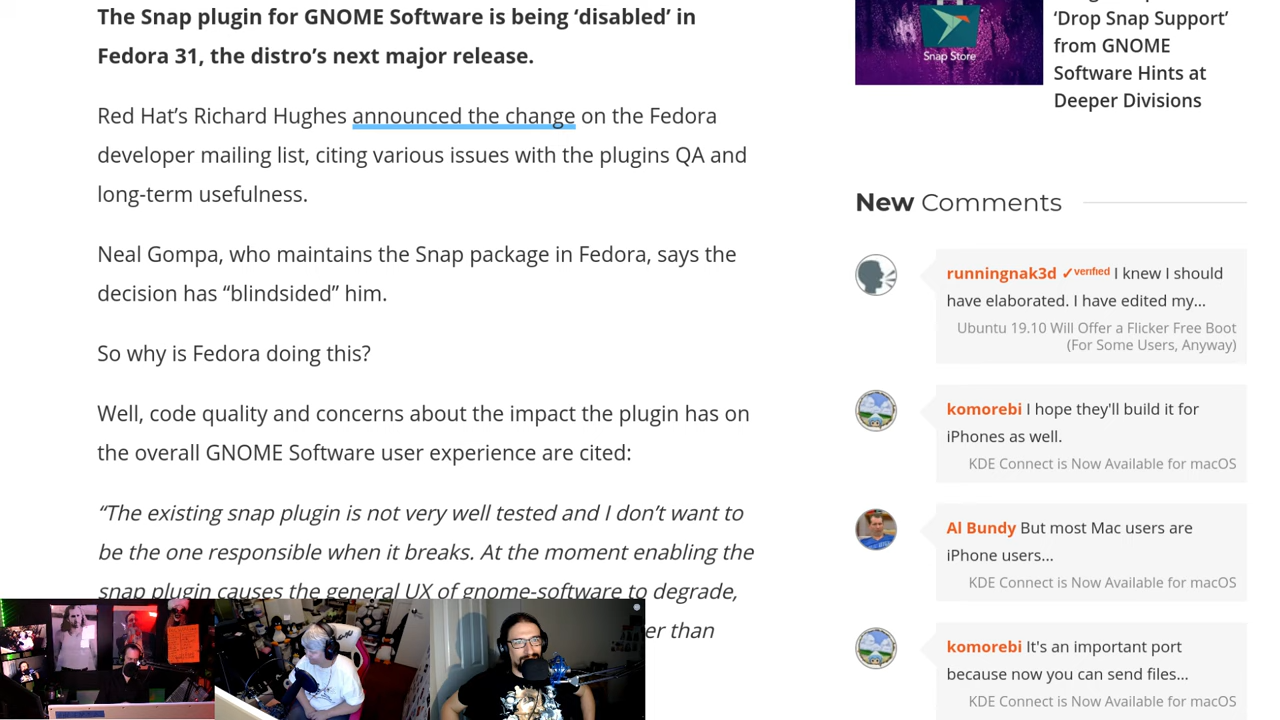 The Snap plugin for GNOME Software is being ‘disabled’ in
Fedora 31, the distro’s next major release.
Red Hat’s Richard Hughes announced the change on the Fedora
developer mailing list, citing various issues with the plugins QA and
long-term usefulness.
Neal Gompa, who maintains the Snap package in Fedora, says the
decision has “blindsided” him.
So why is Fedora doing this?
Well, code quality and concerns about the impact the plugin has on
the overall GNOME Software user experience are cited:
“The existing snap plugin is not very well tested and I don’t want to
be the one responsible when it breaks. At the moment enabling the
snap plugin causes the general UX of gnome-software to degrade,
than
Snap Store
‘Drop Snap Support’
from GNOME
Software Hints at
Deeper Divisions
New Comments
runningnak3d ✓verified I knew I should
have elaborated. I have edited my...
Ubuntu 19.10 Will Offer a Flicker Free Boot
(For Some Users, Anyway)
komorebi I hope they'll build it for
iPhones as well.
KDE Connect is Now Available for macOS
Al Bundy But most Mac users are
iPhone users...
KDE Connect is Now Available for macOS
komorebi It's an important port
because now you can send files...
KDE Connect is Now Available for macOS